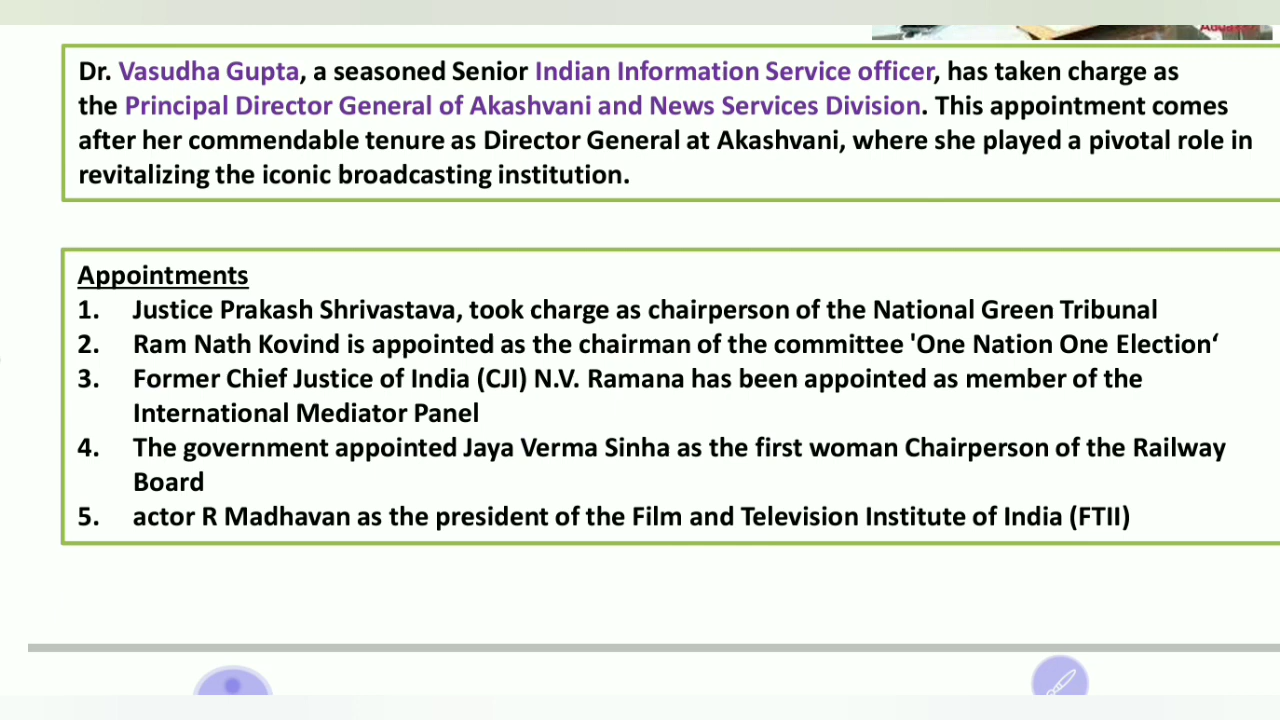 Dr. Vasudha Gupta, a seasoned Senior Indian Information Service officer, has taken charge as
the Principal Director General of Akashvani and News Services Division. This appointment comes
after her commendable tenure as Director General at Akashvani, where she played a pivotal role in
revitalizing the iconic broadcasting institution.
Appointments
1. Justice Prakash Shrivastava, took charge as chairperson of the National Green Tribunal
2. Ram Nath Kovind is appointed as the chairman of the committee 'One Nation One Election‘
3. Former Chief Justice of India (CJI) N.V. Ramana has been appointed as member of the
International Mediator Panel
4. The government appointed Jaya Verma Sinha as the first woman Chairperson of the Railway
Board
5. actor R Madhavan as the president of the Film and Television Institute of India (FTII)